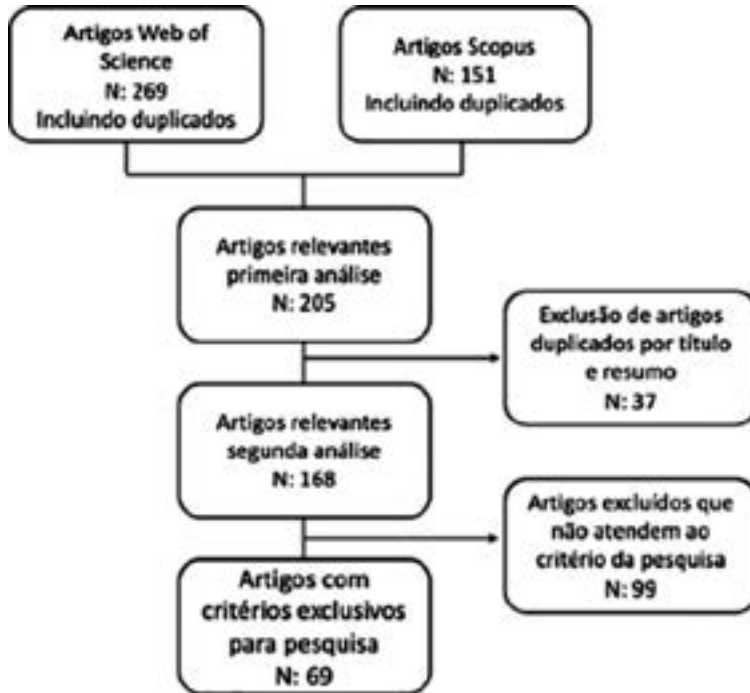 Artigos Web of
Science
N: 269
Incluindo duplicados
Artigos Scopus
N: 151
Incluindo duplicados
Artigos relevantes
primeira análise
N: 205
Exclusão de artigos
duplicados por título
e resumo
N: 37
Artigos relevantes
segunda análise
N: 168
Artigos excluídos que
não atendem ao
critério da pesquisa
N: 99
Artigos com
critérios exclusivos
para pesquisa
N: 69